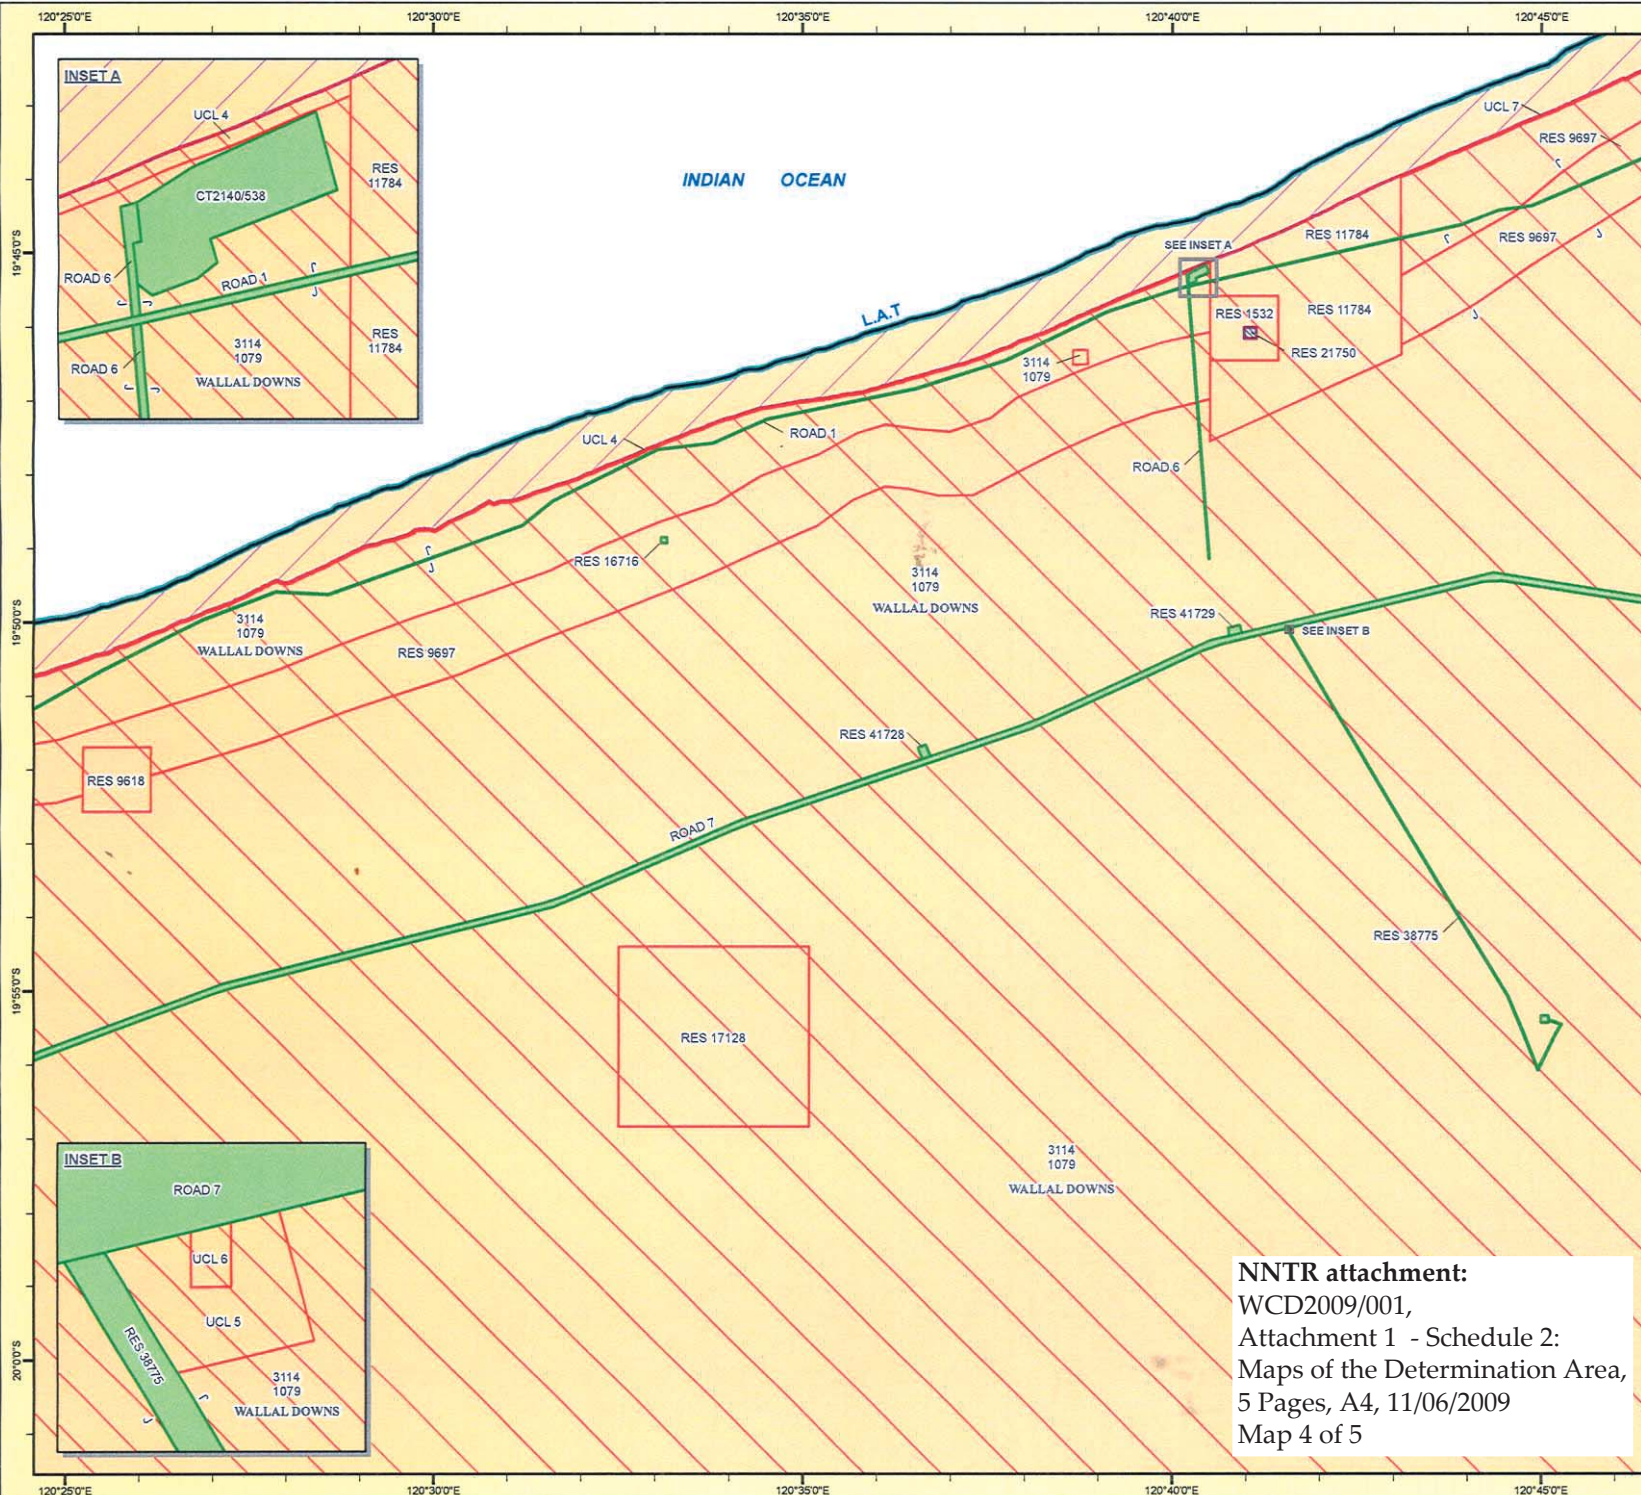 120°25'0"E
120°30'0"E
120°35'0"E
120°40'0"E
120°45'0"E
INSET A
UCL 4
RES
11784
CT2140/538
ROAD 6
ROAD 1
RES
11784
3114
1079
WALLAL DOWNS
ROAD 6
INDIAN OCEAN
UCL 7
RES 9697
19°45'0"S
SEE INSET A
RES 11784
RES 9697
L.A.T
RES 1532
RES 11784
RES 21750
3114
1079
UCL 4
ROAD 1
ROAD 6
RES 16716
3114
1079
WALLAL DOWNS
19°50'0"S
3114
1079
WALLAL DOWNS
RES 9697
RES 41729
SEE INSET B
RES 41728
RES 9618
ROAD 7
RES 38775
19°55'0"S
RES 17128
3114
1079
WALLAL DOWNS
INSET B
ROAD 7
UCL 6
UCL 5
RES 38775
3114
1079
WALLAL DOWNS
20°0'0"S
NNTR attachment:
WCD2009/001,
Attachment 1 - Schedule 2:
Maps of the Determination Area,
5 Pages, A4, 11/06/2009
Map 4 of 5
120°25'0"E
120°30'0"E
120°35'0"E
120°40'0"E
120°45'0"E